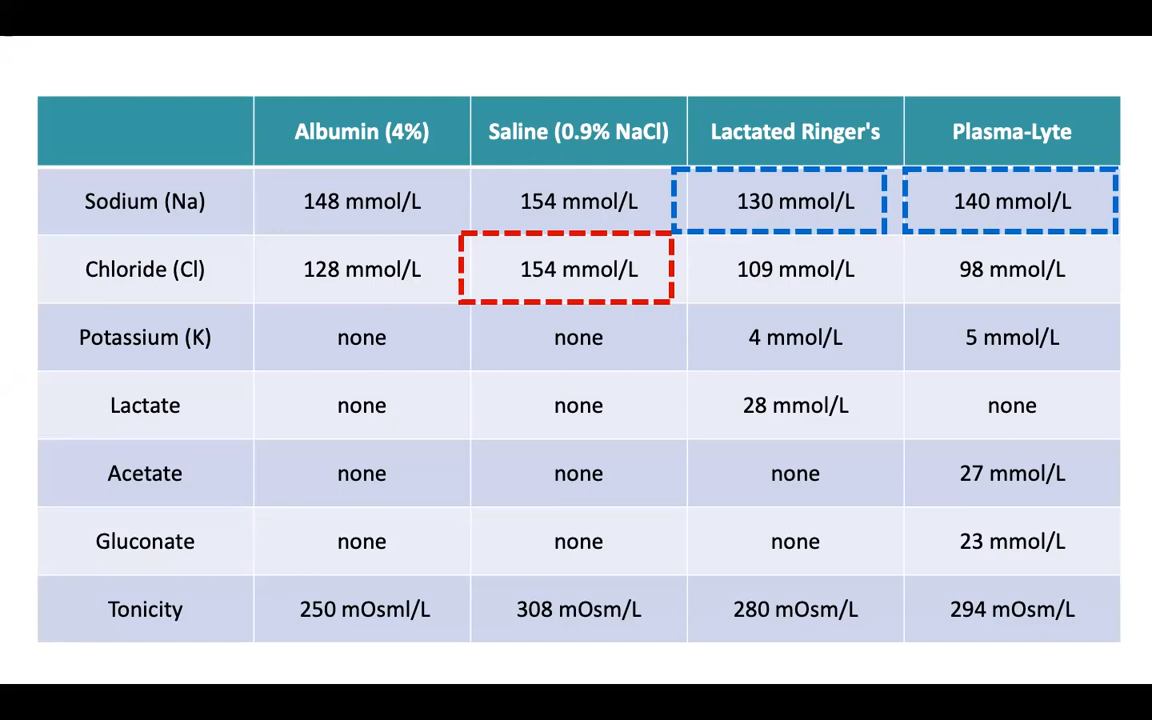 Albumin (4%) Saline (0.9% NaCl) Lactated Ringer's Plasma-Lyte
Sodium (Na) 148 mmol/L 154 mmol/L 130 mmol/L 140 mmol/L
Chloride (Cl) 128 mmol/L 154 mmol/L 109 mmol/L 98 mmol/L
Potassium (K) none none 4 mmol/L 5 mmol/L
Lactate none none 28 mmol/L none
Acetate none none none 27 mmol/L
Gluconate none none none 23 mmol/L
Tonicity 250 mOsml/L 308 mOsm/L 280 mOsm/L 294 mOsm/L